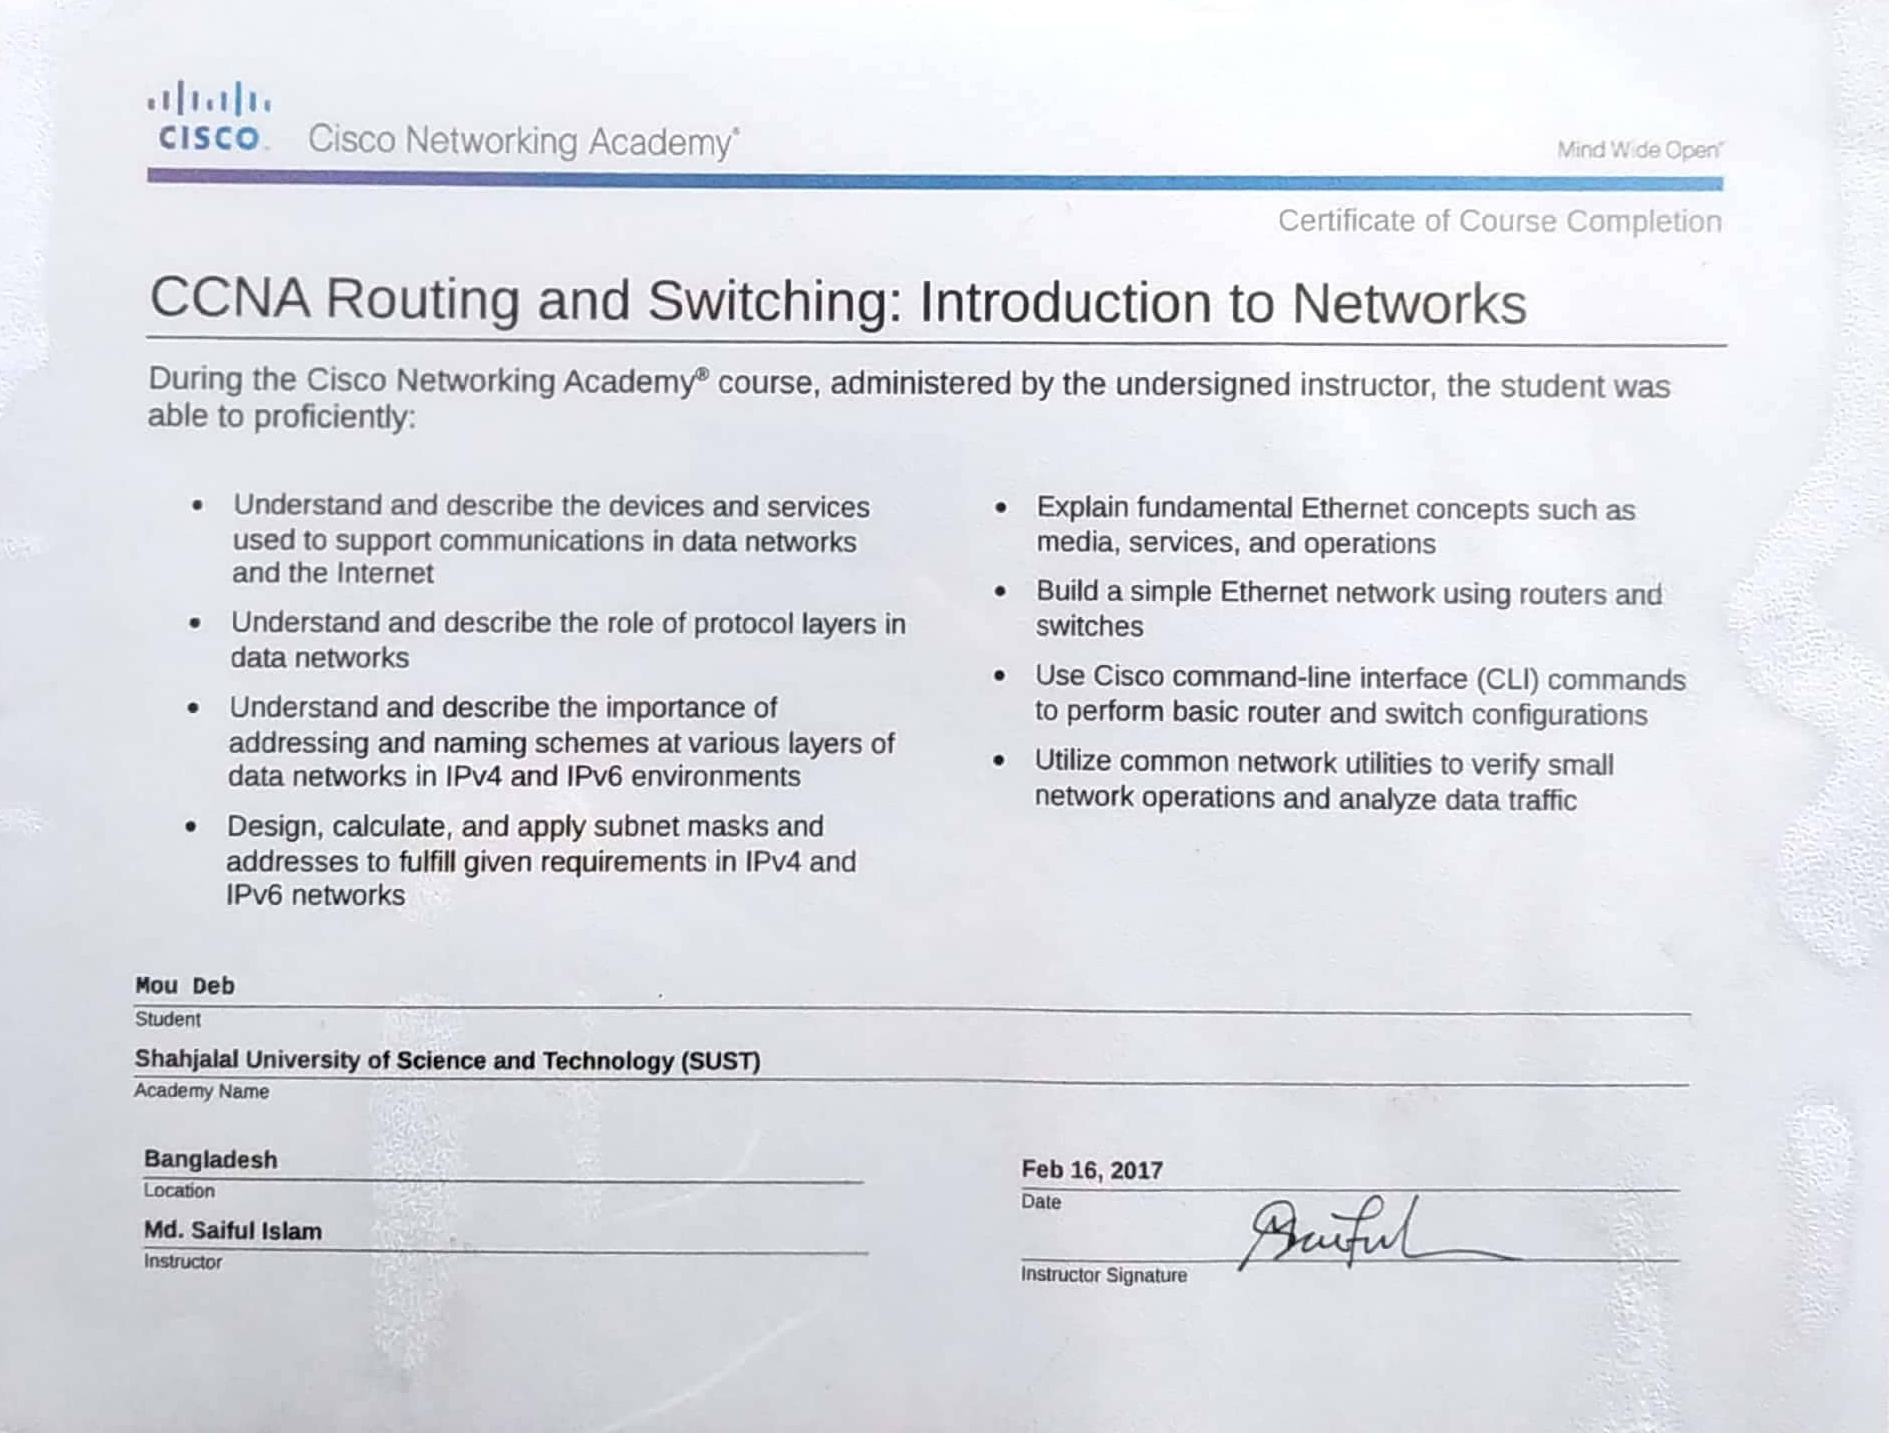 CISCO
Cisco Networking Academy®
Mind Wide Open®
Certificate of Course Completion
CCNA Routing and Switching: Introduction to Networks
During the Cisco Networking Academy® course, administered by the undersigned instructor, the student was
able to proficiently:
• Understand and describe the devices and services
used to support communications in data networks
and the Internet
• Understand and describe the role of protocol layers in
data networks
• Understand and describe the importance of
addressing and naming schemes at various layers of
data networks in IPv4 and IPv6 environments
• Design, calculate, and apply subnet masks and
addresses to fulfill given requirements in IPv4 and
IPv6 networks
• Explain fundamental Ethernet concepts such as
media, services, and operations
• Build a simple Ethernet network using routers and
switches
• Use Cisco command-line interface (CLI) commands
to perform basic router and switch configurations
• Utilize common network utilities to verify small
network operations and analyze data traffic
Mou Deb
Student
Shahjalal University of Science and Technology (SUST)
Academy Name
Bangladesh
Location
Md. Saiful Islam
Instructor
Feb 16, 2017
Date
Saiful
Instructor Signature